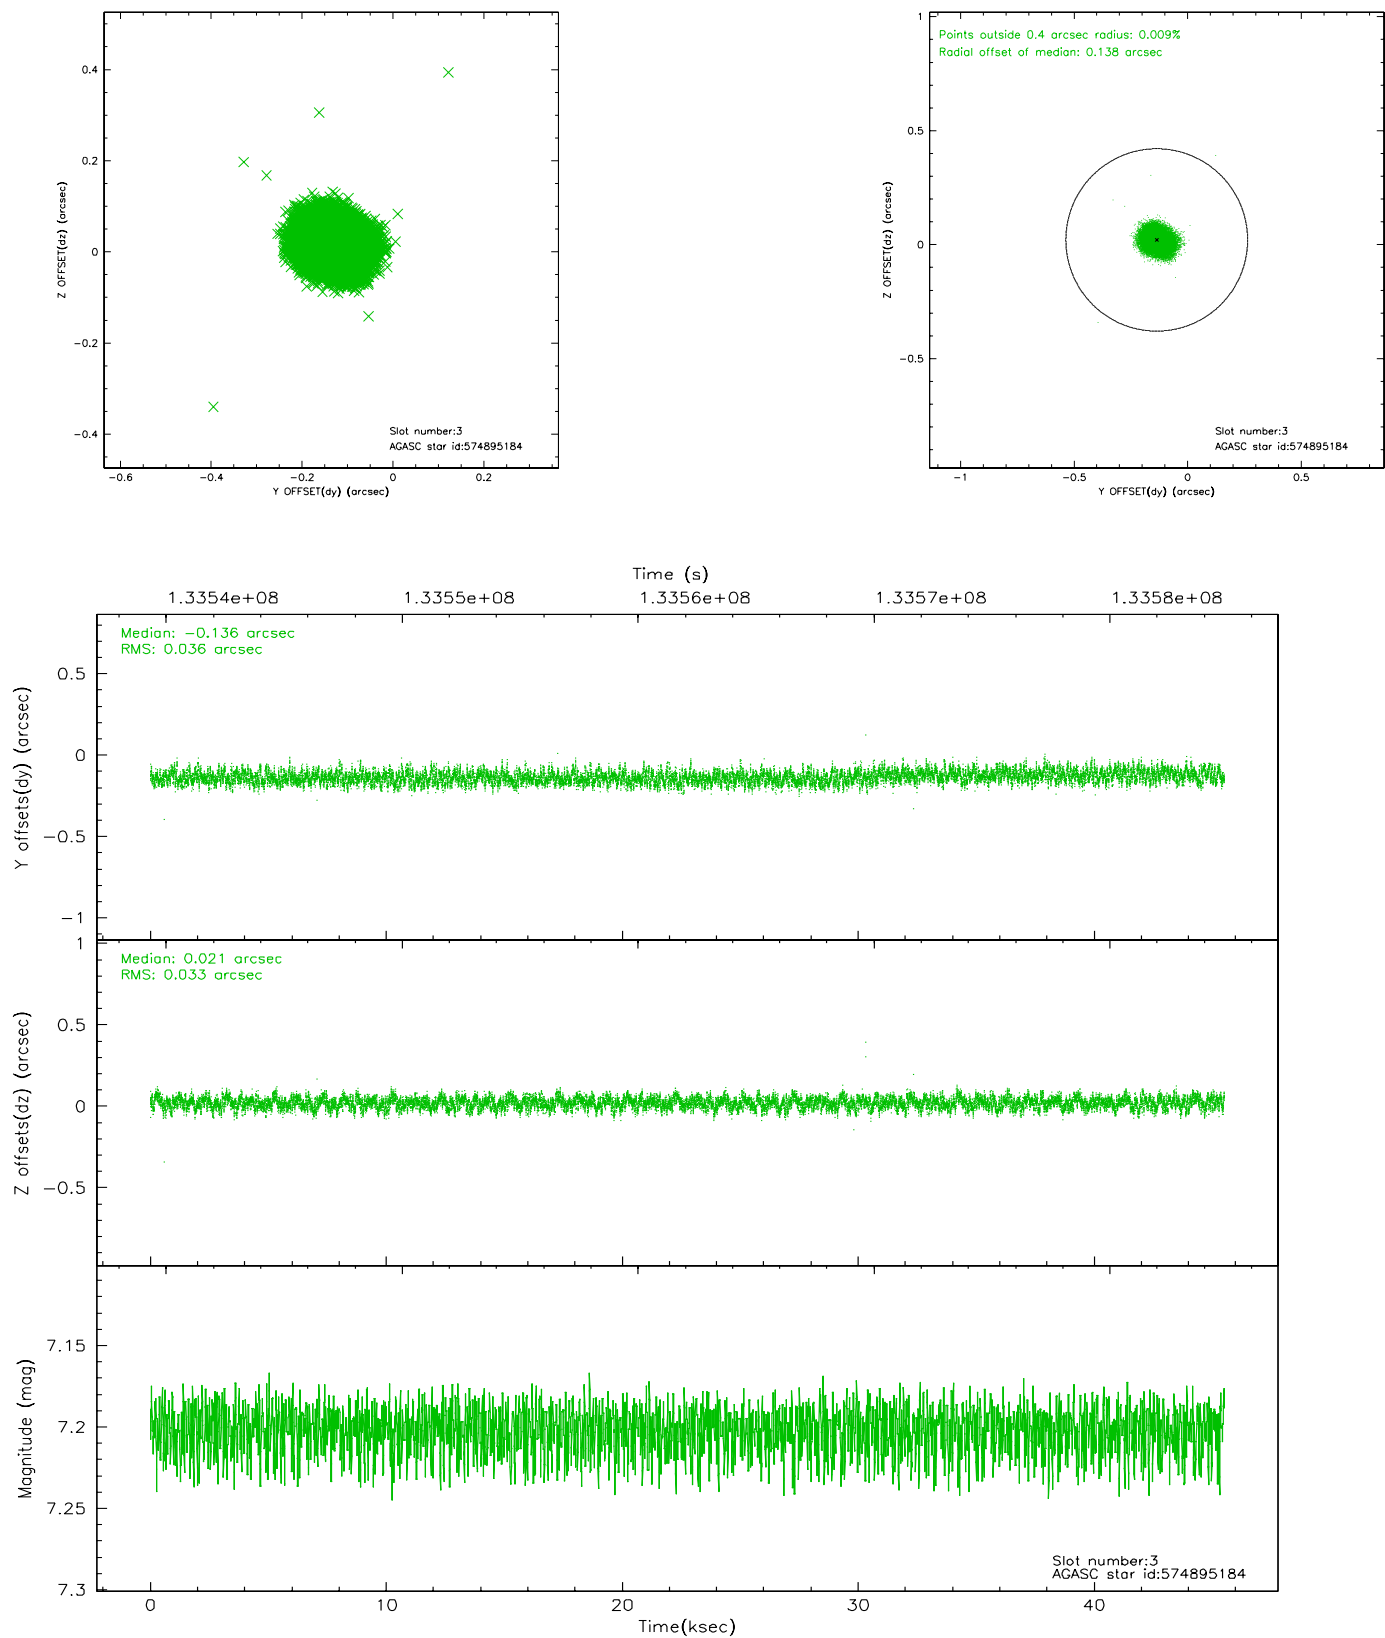 0.4
0.2
0
−0.2
−0.4
Z OFFSET(dz) (arcsec)
Slot number:3
AGASC star id:574895184
−0.6
−0.4
−0.2
0
0.2
Y OFFSET(dy) (arcsec)
Points outside 0.4 arcsec radius: 0.009%
Radial offset of median: 0.138 arcsec
1
0.5
0
−0.5
Z OFFSET(dz) (arcsec)
Slot number:3
AGASC star id:574895184
−1
−0.5
0
0.5
Y OFFSET(dy) (arcsec)
Time (s)
1.3354e+08
1.3355e+08
1.3356e+08
1.3357e+08
1.3358e+08
Median: −0.136 arcsec
RMS: 0.036 arcsec
0.5
0
−0.5
−1
Y offsets(dy) (arcsec)
Median: 0.021 arcsec
RMS: 0.033 arcsec
1
0.5
0
−0.5
Z offsets(dz) (arcsec)
7.15
7.2
7.25
7.3
Magnitude (mag)
Slot number:3
AGASC star id:574895184
0
10
20
30
40
Time(ksec)